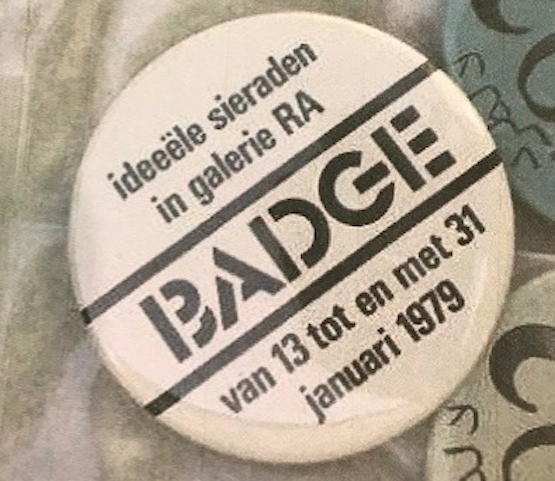 ideeële sieraden
in galerie RA
BADGE
van 13 tot en met 31
januari 1979